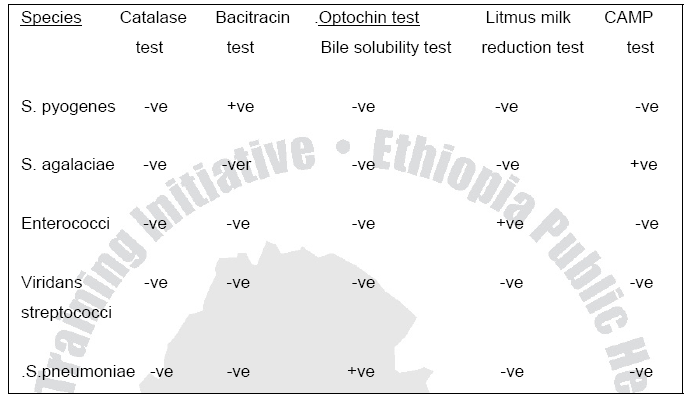 Species Catalase Bacitracin .Optochin test Litmus milk CAMP
test test Bile solubility test reduction test test
S. pyogenes -ve +ve -ve -ve -ve
S. agalaciae -ve -ver -ve -ve +ve
Enterococci -ve -ve -ve +ve -ve
Viridans -ve -ve -ve -ve -ve
streptococci
.S.pneumoniae -ve -ve +ve -ve -ve
Training Initiative • Ethiopia Public He